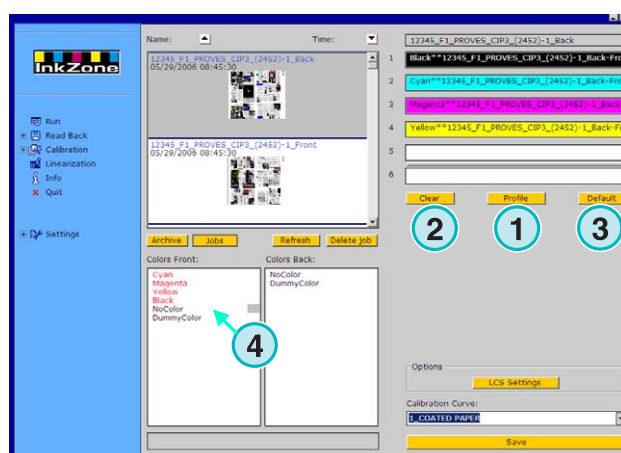 InkZone
Run
Read Back
Calibration
Linearization
Info
Quit
Settings
Name:
Time:
12345_F1_PROVES_CIP3_(2452)-1_Back
05/29/2006 08:45:30
12345_F1_PROVES_CIP3_(2452)-1_Front
05/29/2006 08:45:30
Archive
Jobs
Refresh
Delete job
Colors Front:
Cyan
Magenta
Yellow
Black
NoColor
DummyColor
4
Colors Back:
NoColor
DummyColor
12345_F1_PROVES_CIP3_(2452)-1_Back
1 Black**12345_F1_PROVES_CIP3_(2452)-1_Back-Fro
2 Cyan**12345_F1_PROVES_CIP3_(2452)-1_Back-Fro
3 Magenta**12345_F1_PROVES_CIP3_(2452)-1_Back
4 Yellow**12345_F1_PROVES_CIP3_(2452)-1_Back-Fr
5
6
Clear
Profile
Default
2
1
3
Options
LCS Settings
Calibration Curve:
1_COATED PAPER
Save